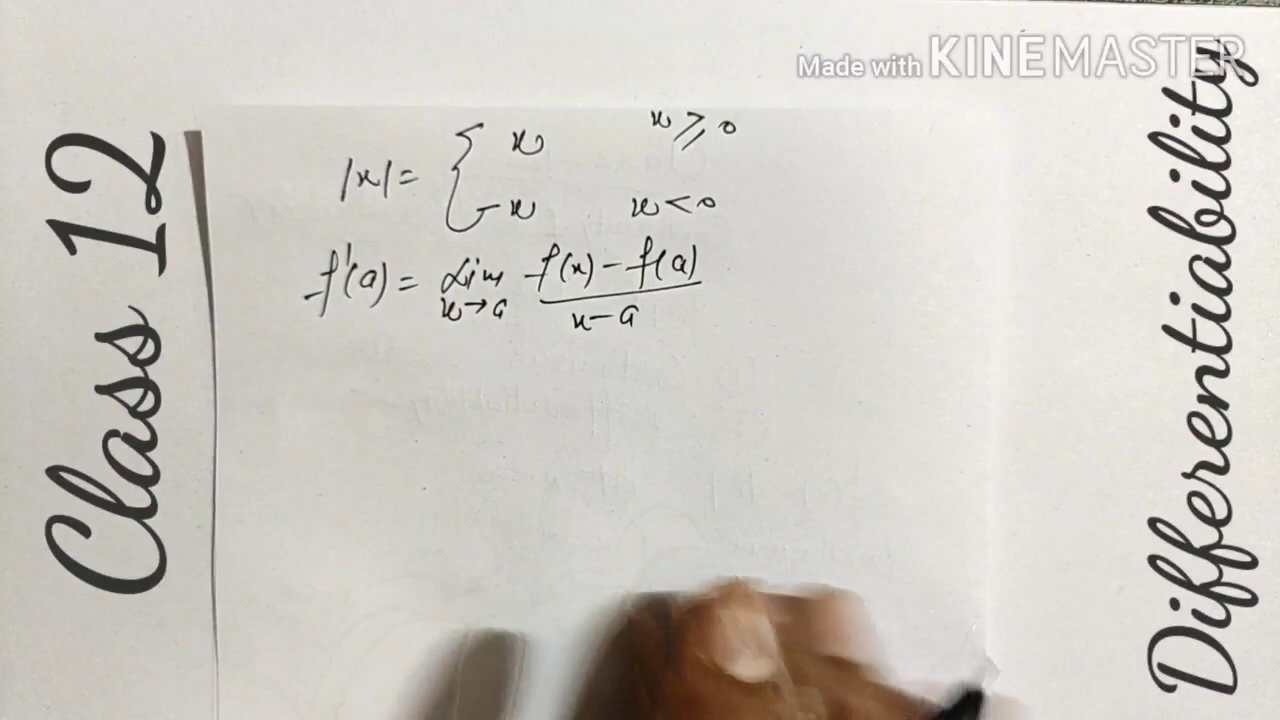 Made with KINEMASTER
Class 12
|x| = { x x ≥ 0
-x x < 0
f'(a) = Lim x→a f(x) - f(a) / x - a
Differentiability